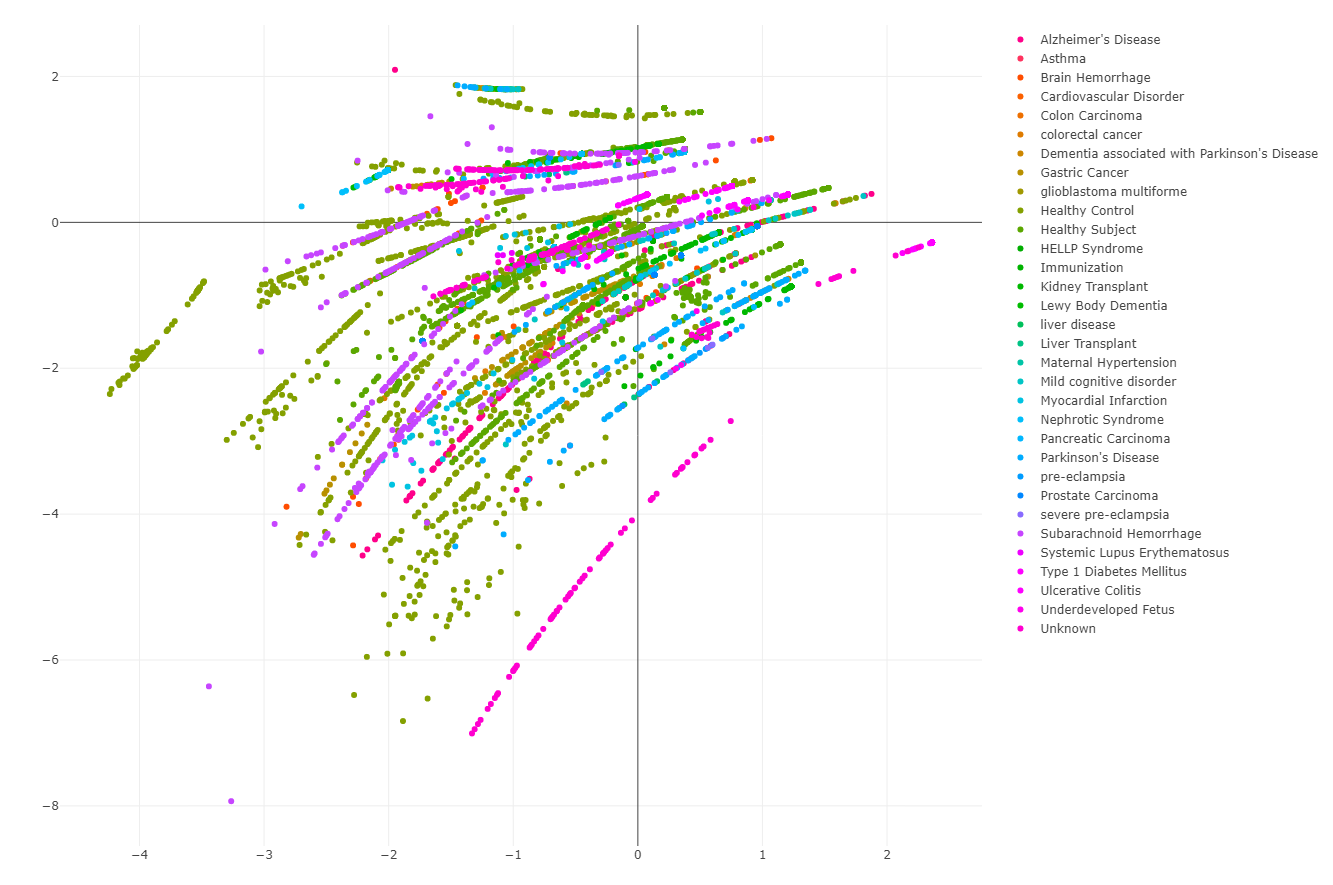 2
0
−2
−4
−6
−8
−4
−3
−2
−1
0
1
2
Alzheimer's Disease
Asthma
Brain Hemorrhage
Cardiovascular Disorder
Colon Carcinoma
colorectal cancer
Dementia associated with Parkinson's Disease
Gastric Cancer
glioblastoma multiforme
Healthy Control
Healthy Subject
HELLP Syndrome
Immunization
Kidney Transplant
Lewy Body Dementia
liver disease
Liver Transplant
Maternal Hypertension
Mild cognitive disorder
Myocardial Infarction
Nephrotic Syndrome
Pancreatic Carcinoma
Parkinson's Disease
pre-eclampsia
Prostate Carcinoma
severe pre-eclampsia
Subarachnoid Hemorrhage
Systemic Lupus Erythematosus
Type 1 Diabetes Mellitus
Ulcerative Colitis
Underdeveloped Fetus
Unknown